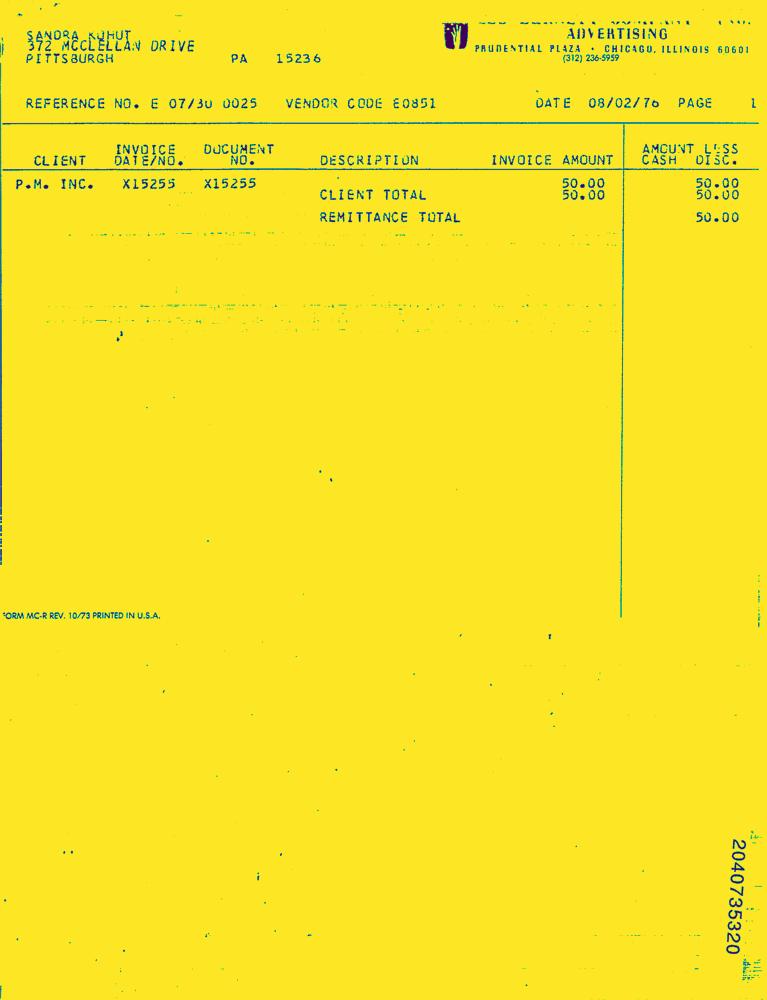 SANDRA KUHUT
372 MCCLELLAN DRIVE
PITTSBURGH PA 15236
ADVERTISING
PRUDENTIAL PLAZA • CHICAGO, ILLINOIS 60601
(312) 236-5959
REFERENCE NO. E 07/30 0025 VENDOR CODE E0851 DATE 08/02/76 PAGE 1
CLIENT INVOICE DATE/NO. DOCUMENT NO. DESCRIPTION INVOICE AMOUNT AMOUNT LESS CASH DISC.
P.M. INC. X15255 X15255 50.00 50.00
CLIENT TOTAL 50.00 50.00
REMITTANCE TOTAL 50.00
FORM MC-R REV. 10/73 PRINTED IN U.S.A.
2040735320